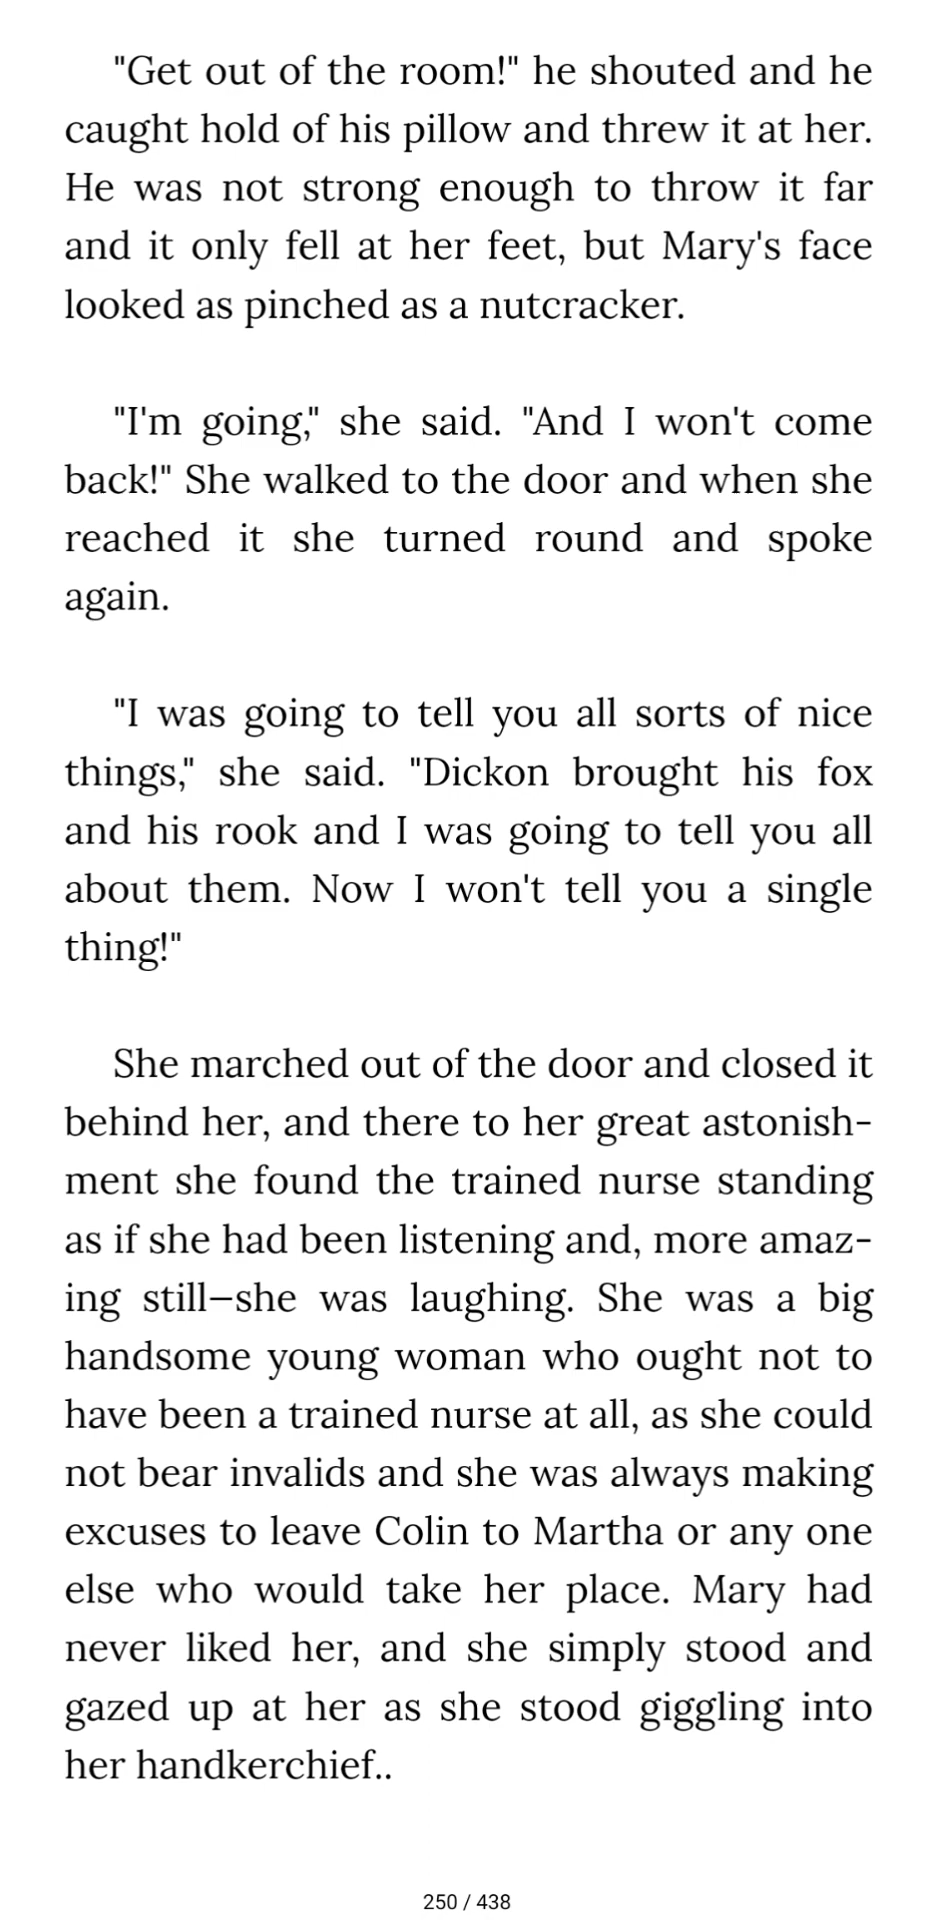 "Get out of the room!" he shouted and he
caught hold of his pillow and threw it at her.
He was not strong enough to throw it far
and it only fell at her feet, but Mary's face
looked as pinched as a nutcracker.
"I'm going," she said. "And I won't come
back!" She walked to the door and when she
reached it she turned round and spoke
again.
"I was going to tell you all sorts of nice
things," she said. "Dickon brought his fox
and his rook and I was going to tell you all
about them. Now I won't tell you a single
thing!"
She marched out of the door and closed it
behind her, and there to her great astonish-
ment she found the trained nurse standing
as if she had been listening and, more amaz-
ing still—she was laughing. She was a big
handsome young woman who ought not to
have been a trained nurse at all, as she could
not bear invalids and she was always making
excuses to leave Colin to Martha or any one
else who would take her place. Mary had
never liked her, and she simply stood and
gazed up at her as she stood giggling into
her handkerchief..
250 / 438